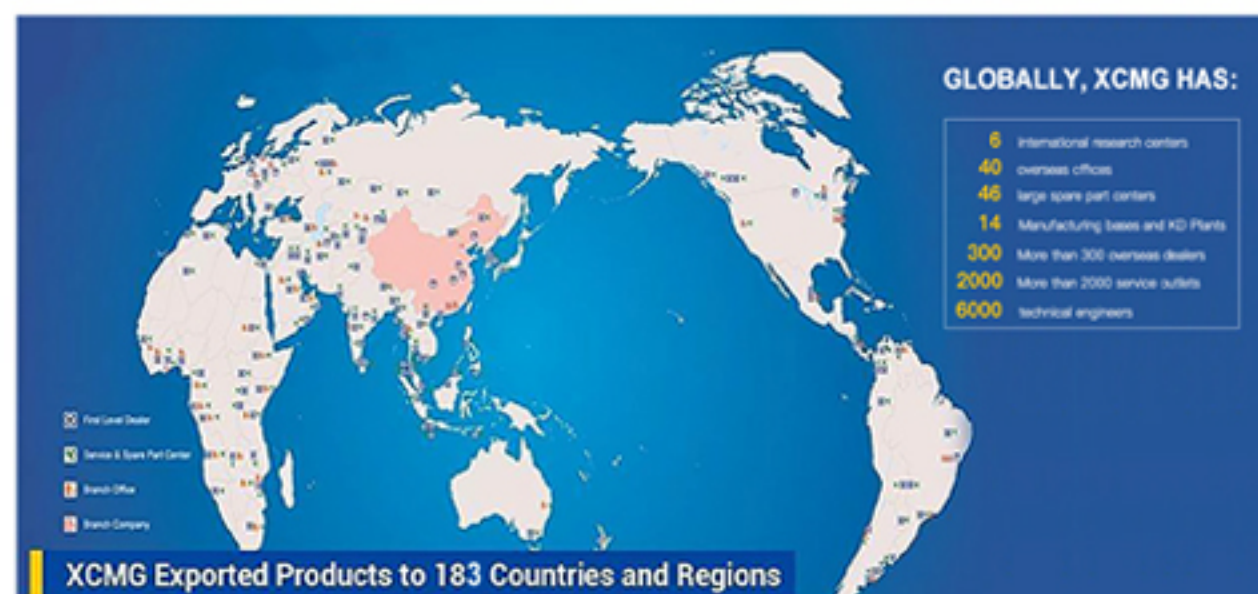 GLOBALLY, XCMG HAS:
6 international research centers
40 overseas offices
46 large spare part centers
14 Manufacturing bases and KD Plants
300 More than 300 overseas dealers
2000 More than 2000 service outlets
6000 technical engineers
First Level Dealer
Service & Spare Part Center
Branch Office
Branch Company
XCMG Exported Products to 183 Countries and Regions